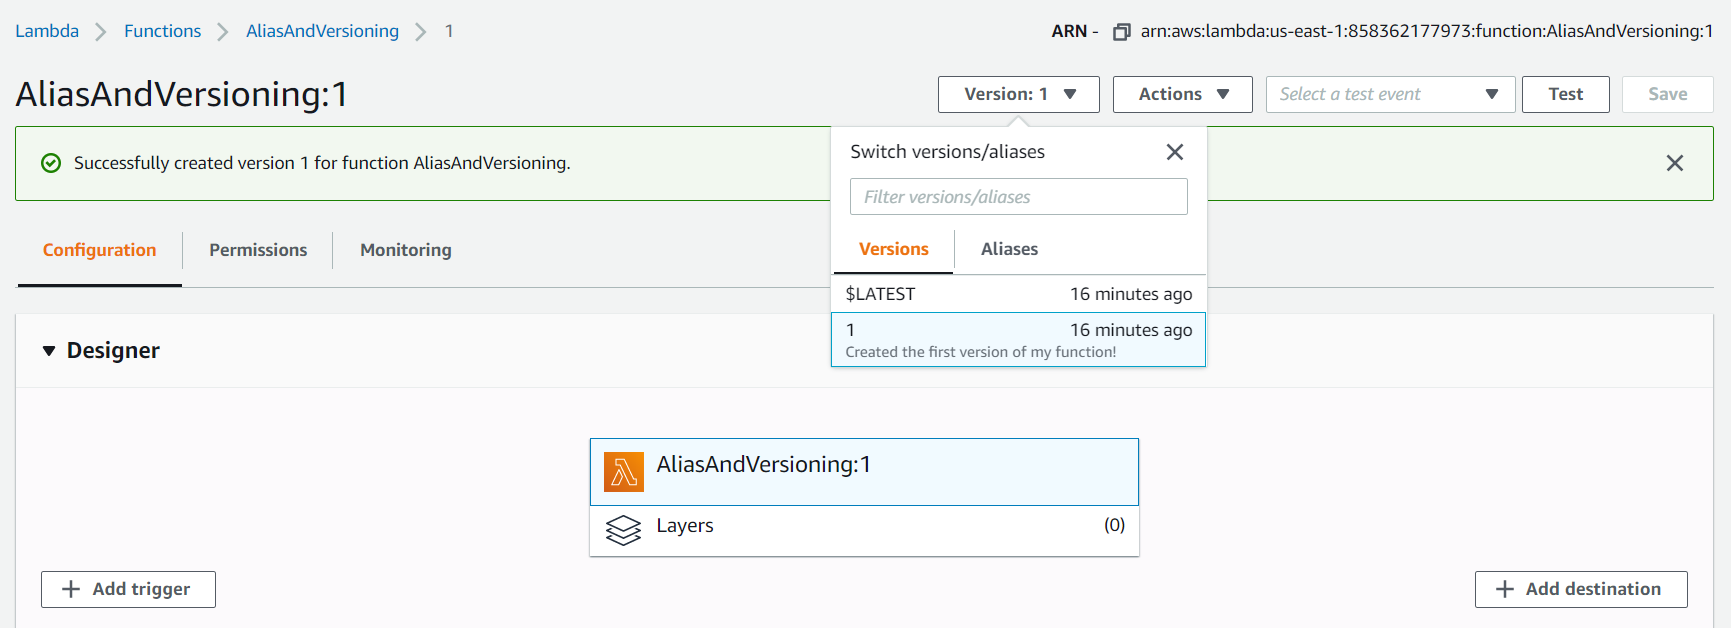 Lambda > Functions > AliasAndVersioning > 1
ARN - arn:aws:lambda:us-east-1:858362177973:function:AliasAndVersioning:1
AliasAndVersioning:1
Version: 1
Actions
Select a test event
Test
Save
Successfully created version 1 for function AliasAndVersioning.
Switch versions/aliases
Filter versions/aliases
Versions
Aliases
$LATEST 16 minutes ago
1 16 minutes ago
Created the first version of my function!
Configuration
Permissions
Monitoring
Designer
AliasAndVersioning:1
Layers (0)
Add trigger
Add destination